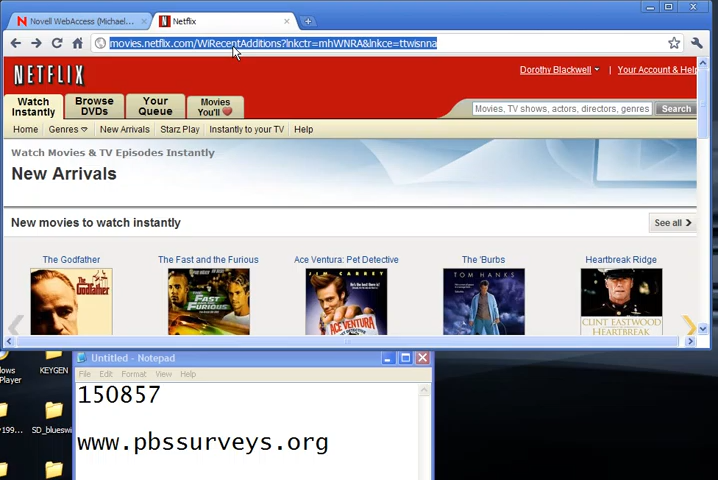 Novell WebAccess (Michael...
Netflix
movies.netflix.com/WiRecentAdditions?lnkctr=mhWNRA&lnkce=ttwisnna
NETFLIX
Dorothy Blackwell
Your Account & Help
Watch Instantly
Browse DVDs
Your Queue
Movies You'll
Movies, TV shows, actors, directors, genres
Search
Home
Genres
New Arrivals
Starz Play
Instantly to your TV
Help
Watch Movies & TV Episodes Instantly
New Arrivals
New movies to watch instantly
See all
The Godfather
The Fast and the Furious
Ace Ventura: Pet Detective
The 'Burbs
Heartbreak Ridge
The Godfather
FAST FURIOUS
JIM CARREY
ACE VENTURA
TOM HANKS
CLINT EASTWOOD
HEARTBREAK
Untitled - Notepad
File Edit Format View Help
150857
www.pbssurveys.org
KEYGEN
SD_blueswi